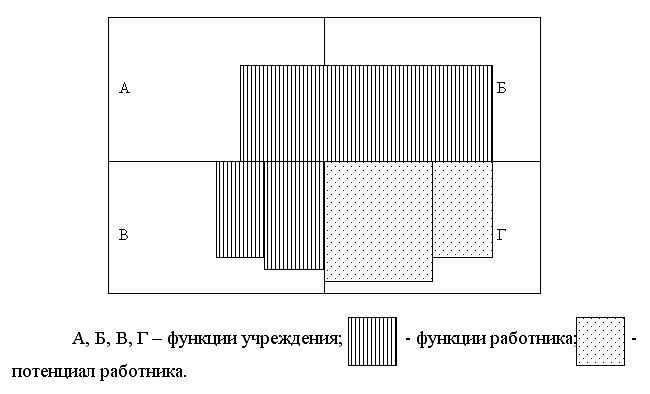 А
Б
В
Г
А, Б, В, Г – функции учреждения; - функции работника; -
потенциал работника.